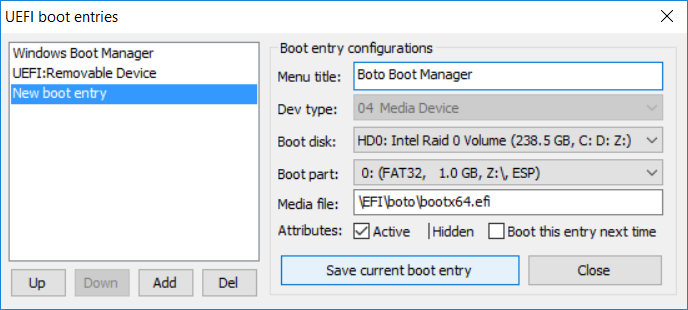 UEFI boot entries
Windows Boot Manager
UEFI:Removable Device
New boot entry
Up Down Add Del
Boot entry configurations
Menu title: Boto Boot Manager
Dev type: 04 Media Device
Boot disk: HD0: Intel Raid 0 Volume (238.5 GB, C: D: Z:)
Boot part: 0: (FAT32, 1.0 GB, Z:\, ESP)
Media file: \EFI\boto\bootx64.efi
Attributes: Active Hidden Boot this entry next time
Save current boot entry Close